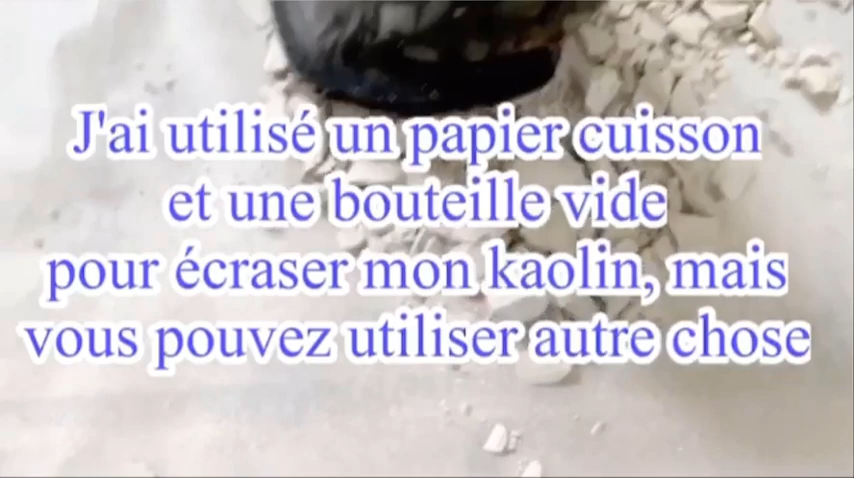 J'ai utilisé un papier cuisson
et une bouteille vide
pour écraser mon kaolin, mais
vous pouvez utiliser autre chose